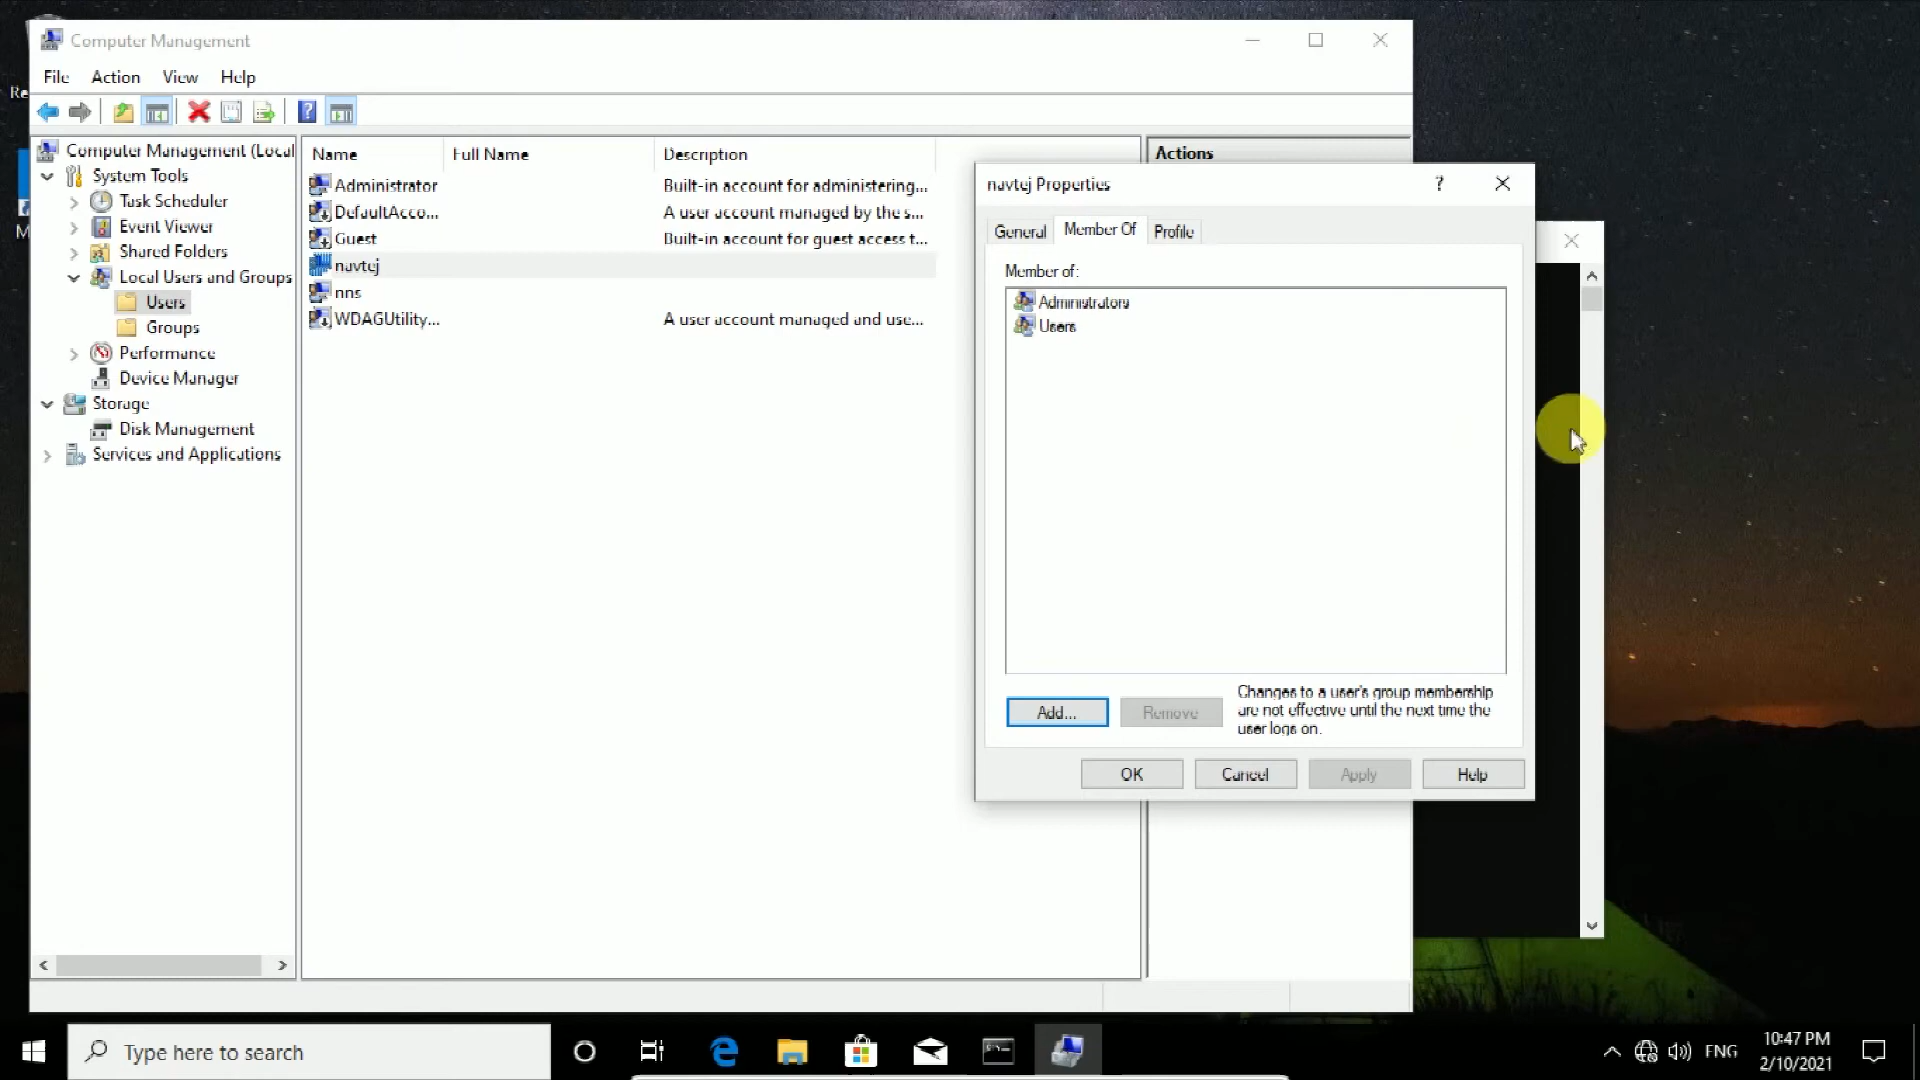 Computer Management
File Action View Help
Computer Management (Local
System Tools
Task Scheduler
Event Viewer
Shared Folders
Local Users and Groups
Users
Groups
Performance
Device Manager
Storage
Disk Management
Services and Applications
Name Full Name Description
Administrator Built-in account for administering...
DefaultAcco... A user account managed by the s...
Guest Built-in account for guest access t...
navtej
nns
WDAGUtility... A user account managed and use...
Actions
navtej Properties ?
General Member Of Profile
Member of:
Administrators
Users
Add... Remove
Changes to a user's group membership
are not effective until the next time the
user logs on.
OK Cancel Apply Help
Type here to search
ENG
10:47 PM
2/10/2021